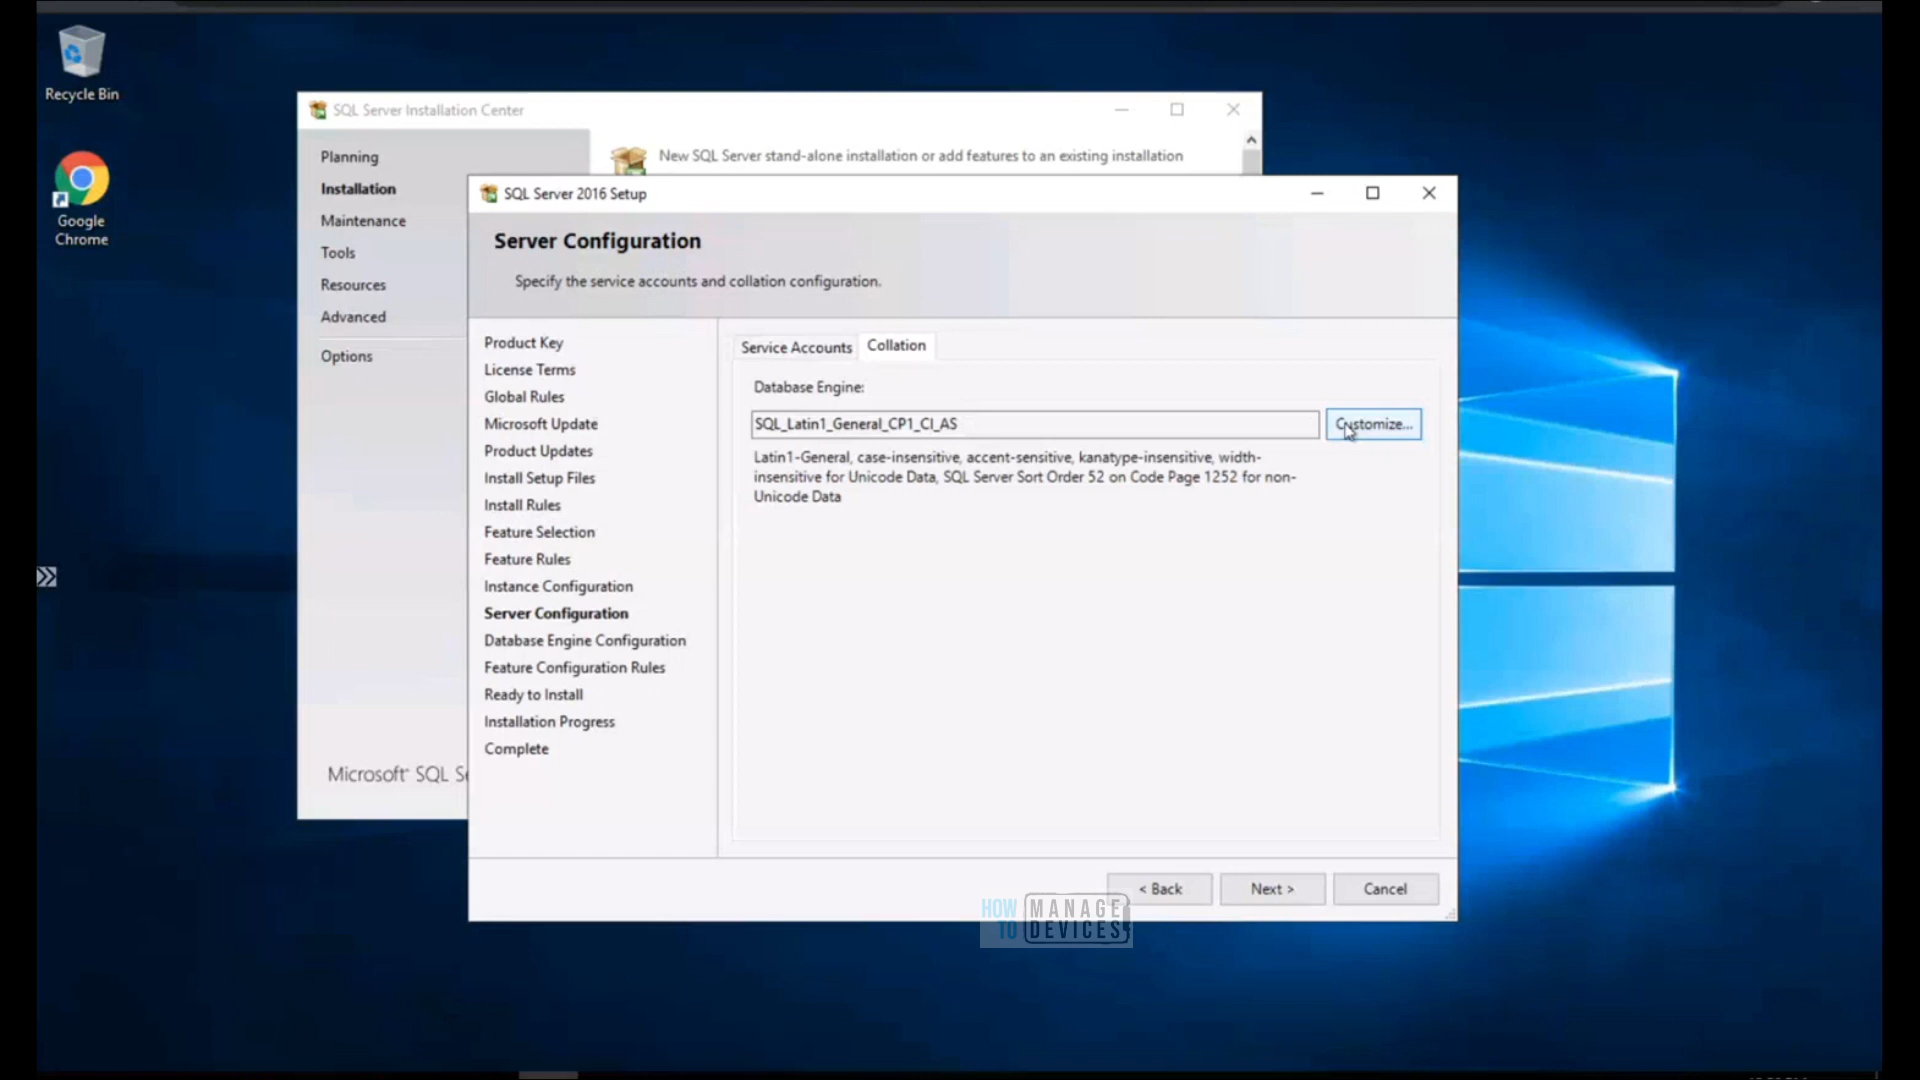 Recycle Bin
Google
Chrome
SQL Server Installation Center
Planning
Installation
Maintenance
Tools
Resources
Advanced
Options
New SQL Server stand-alone installation or add features to an existing installation
Microsoft SQL Se
SQL Server 2016 Setup
Server Configuration
Specify the service accounts and collation configuration.
Product Key
License Terms
Global Rules
Microsoft Update
Product Updates
Install Setup Files
Install Rules
Feature Selection
Feature Rules
Instance Configuration
Server Configuration
Database Engine Configuration
Feature Configuration Rules
Ready to Install
Installation Progress
Complete
Service Accounts
Collation
Database Engine:
SQL_Latin1_General_CP1_CI_AS
Customize...
Latin1-General, case-insensitive, accent-sensitive, kanatype-insensitive, width-
insensitive for Unicode Data, SQL Server Sort Order 52 on Code Page 1252 for non-
Unicode Data
< Back
Next >
Cancel
HOW MANAGE
TO DEVICES